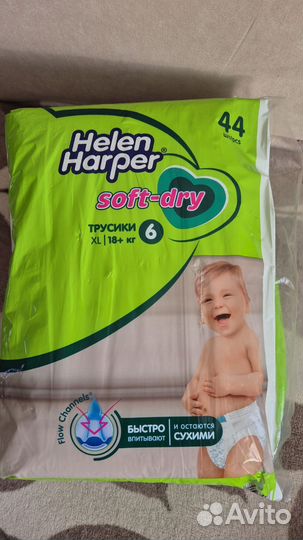 44
Helen
Harper®
soft-dry
ТРУСИКИ 6
XL | 18+ кг
Flow Channels
БЫСТРО
впитывают
и остаются
СУХИМИ
Avito